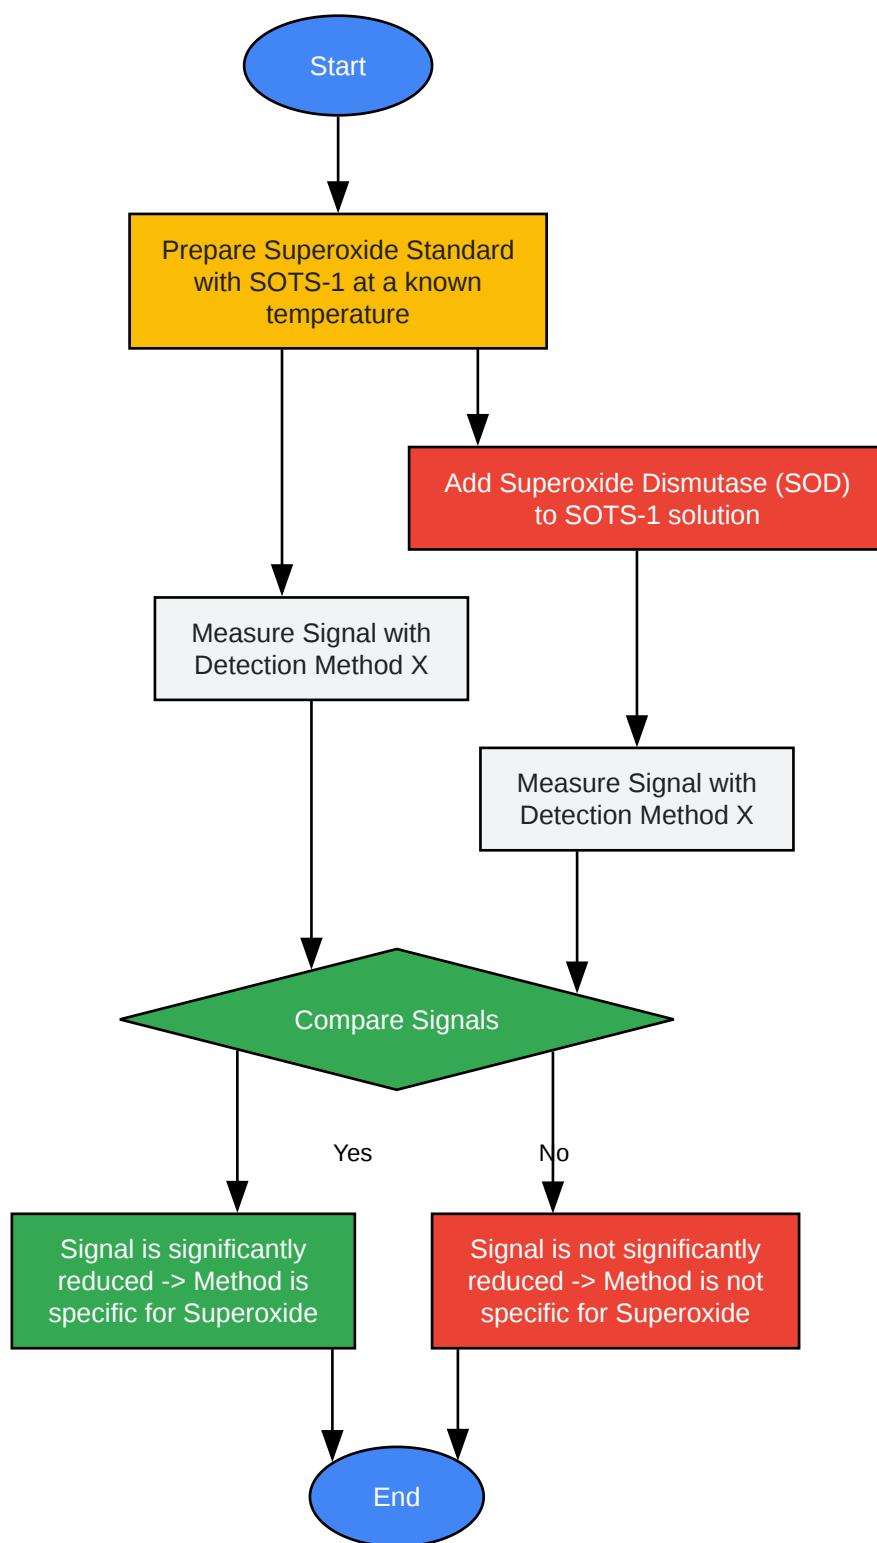 Start
Prepare Superoxide Standard
with SOTS-1 at a known
temperature
Add Superoxide Dismutase (SOD)
to SOTS-1 solution
Measure Signal with
Detection Method X
Measure Signal with
Detection Method X
Compare Signals
Yes
No
Signal is significantly
reduced -> Method is
specific for Superoxide
Signal is not significantly
reduced -> Method is not
specific for Superoxide
End